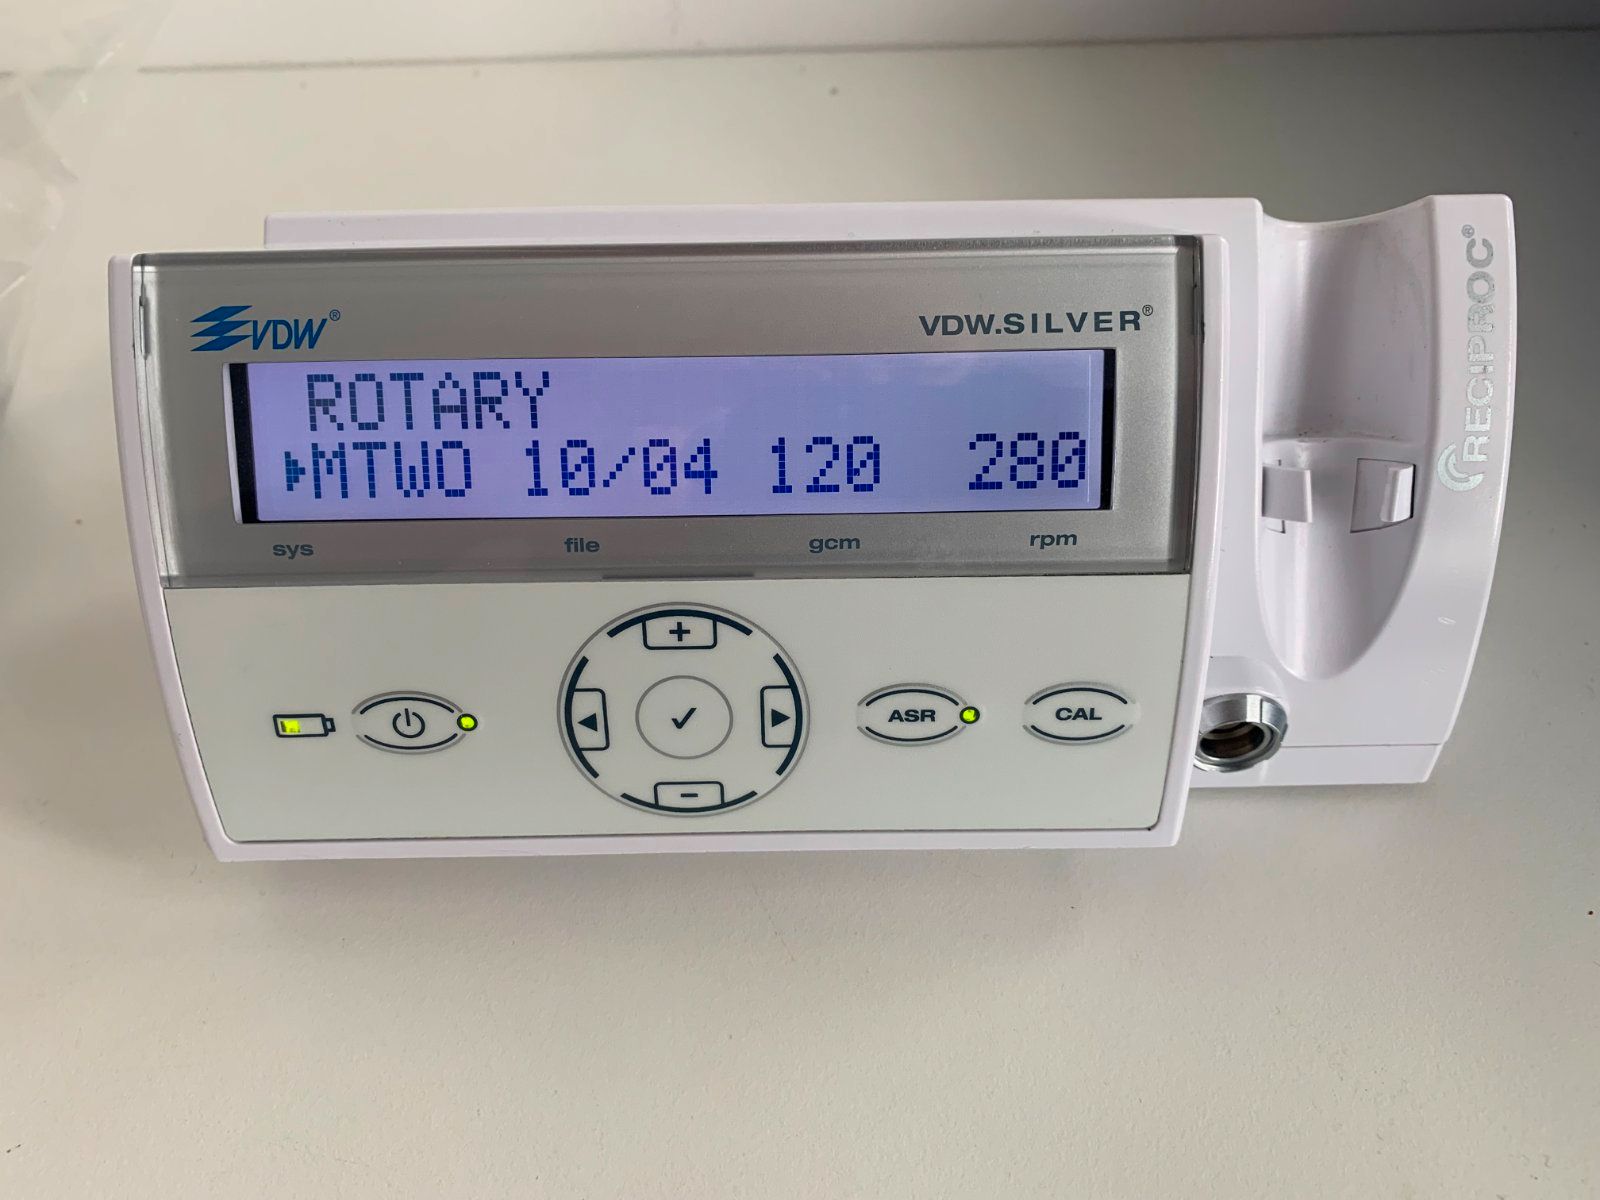 VDW®
VDW.SILVER®
ROTARY
MTWO 10/04 120 280
sys file gcm rpm
+
✓
-
ASR
CAL
RECIPROC®